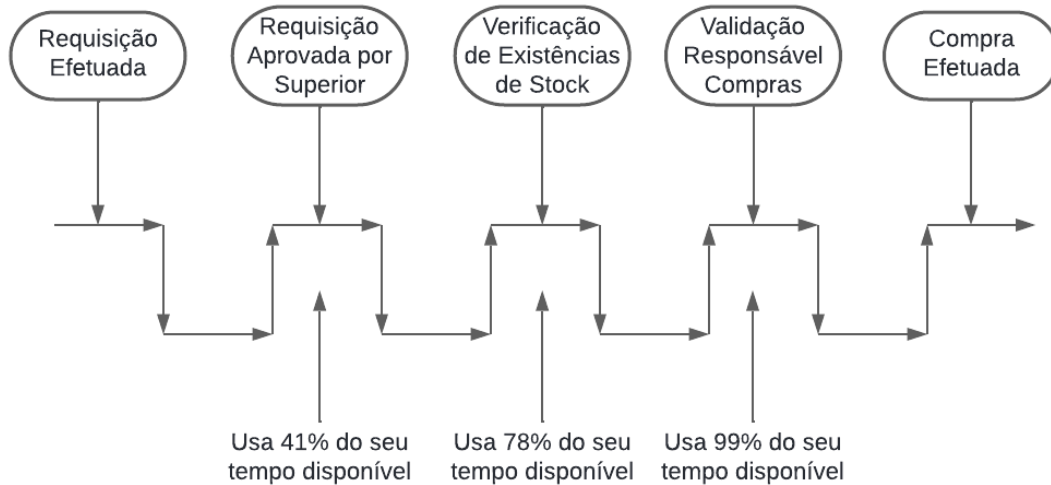 Requisição
Efetuada
Requisição
Aprovada por
Superior
Verificação
de Existências
de Stock
Validação
Responsável
Compras
Compra
Efetuada
Usa 41% do seu
tempo disponível
Usa 78% do seu
tempo disponível
Usa 99% do seu
tempo disponível